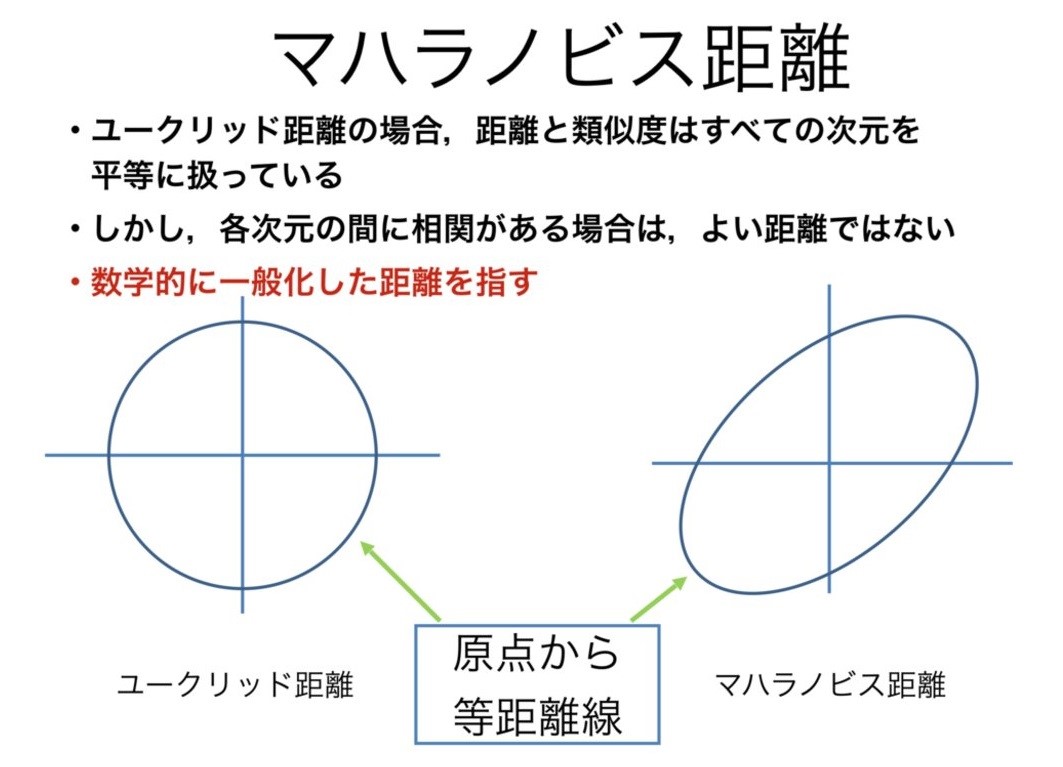 マハラノビス距離
・ユークリッド距離の場合，距離と類似度はすべての次元を
平等に扱っている
・しかし，各次元の間に相関がある場合は，よい距離ではない
・数学的に一般化した距離を指す
原点から
等距離線
ユークリッド距離
マハラノビス距離